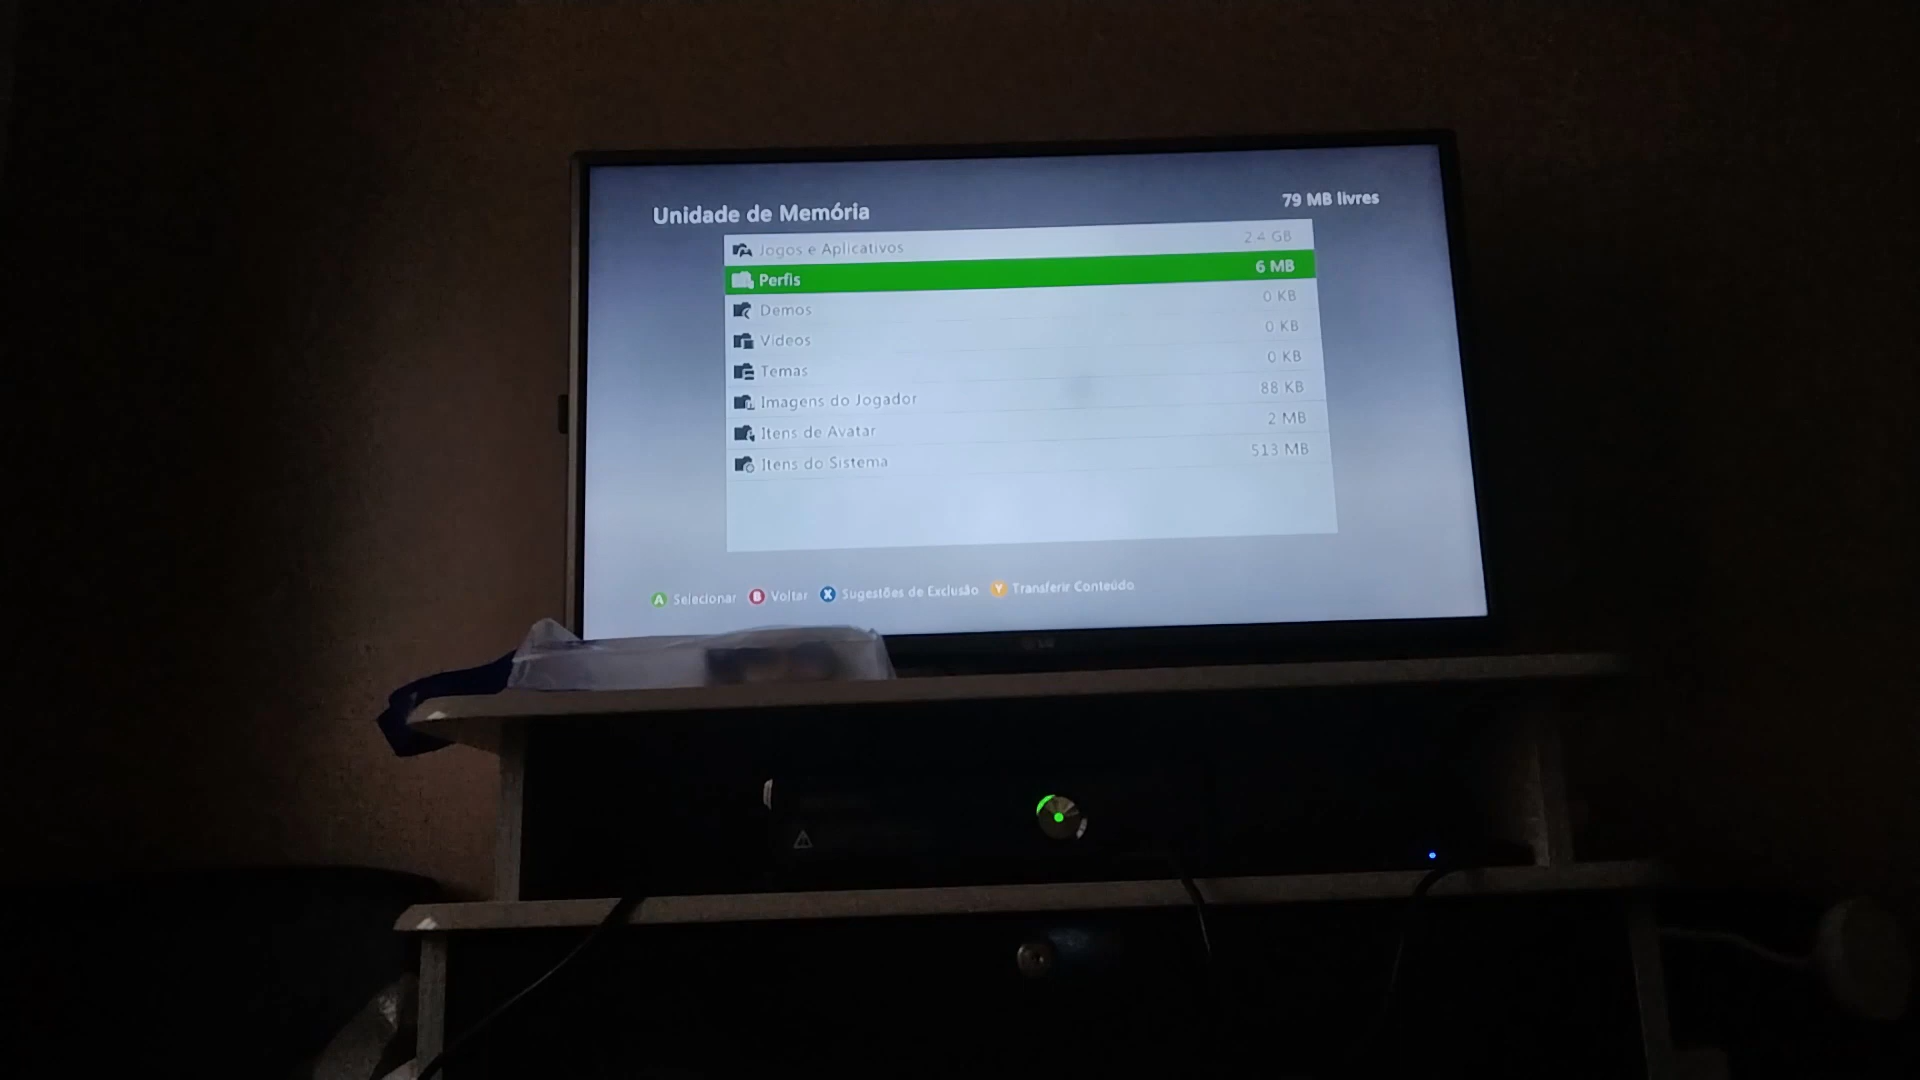 Unidade de Memória
79 MB livres
Jogos e Aplicativos 2.4 GB
Perfis 6 MB
Demos 0 KB
Vídeos 0 KB
Temas 0 KB
Imagens do Jogador 88 KB
Itens de Avatar 2 MB
Itens do Sistema 513 MB
A Selecionar B Voltar X Sugestões de Exclusão Y Transferir Conteúdo
LG